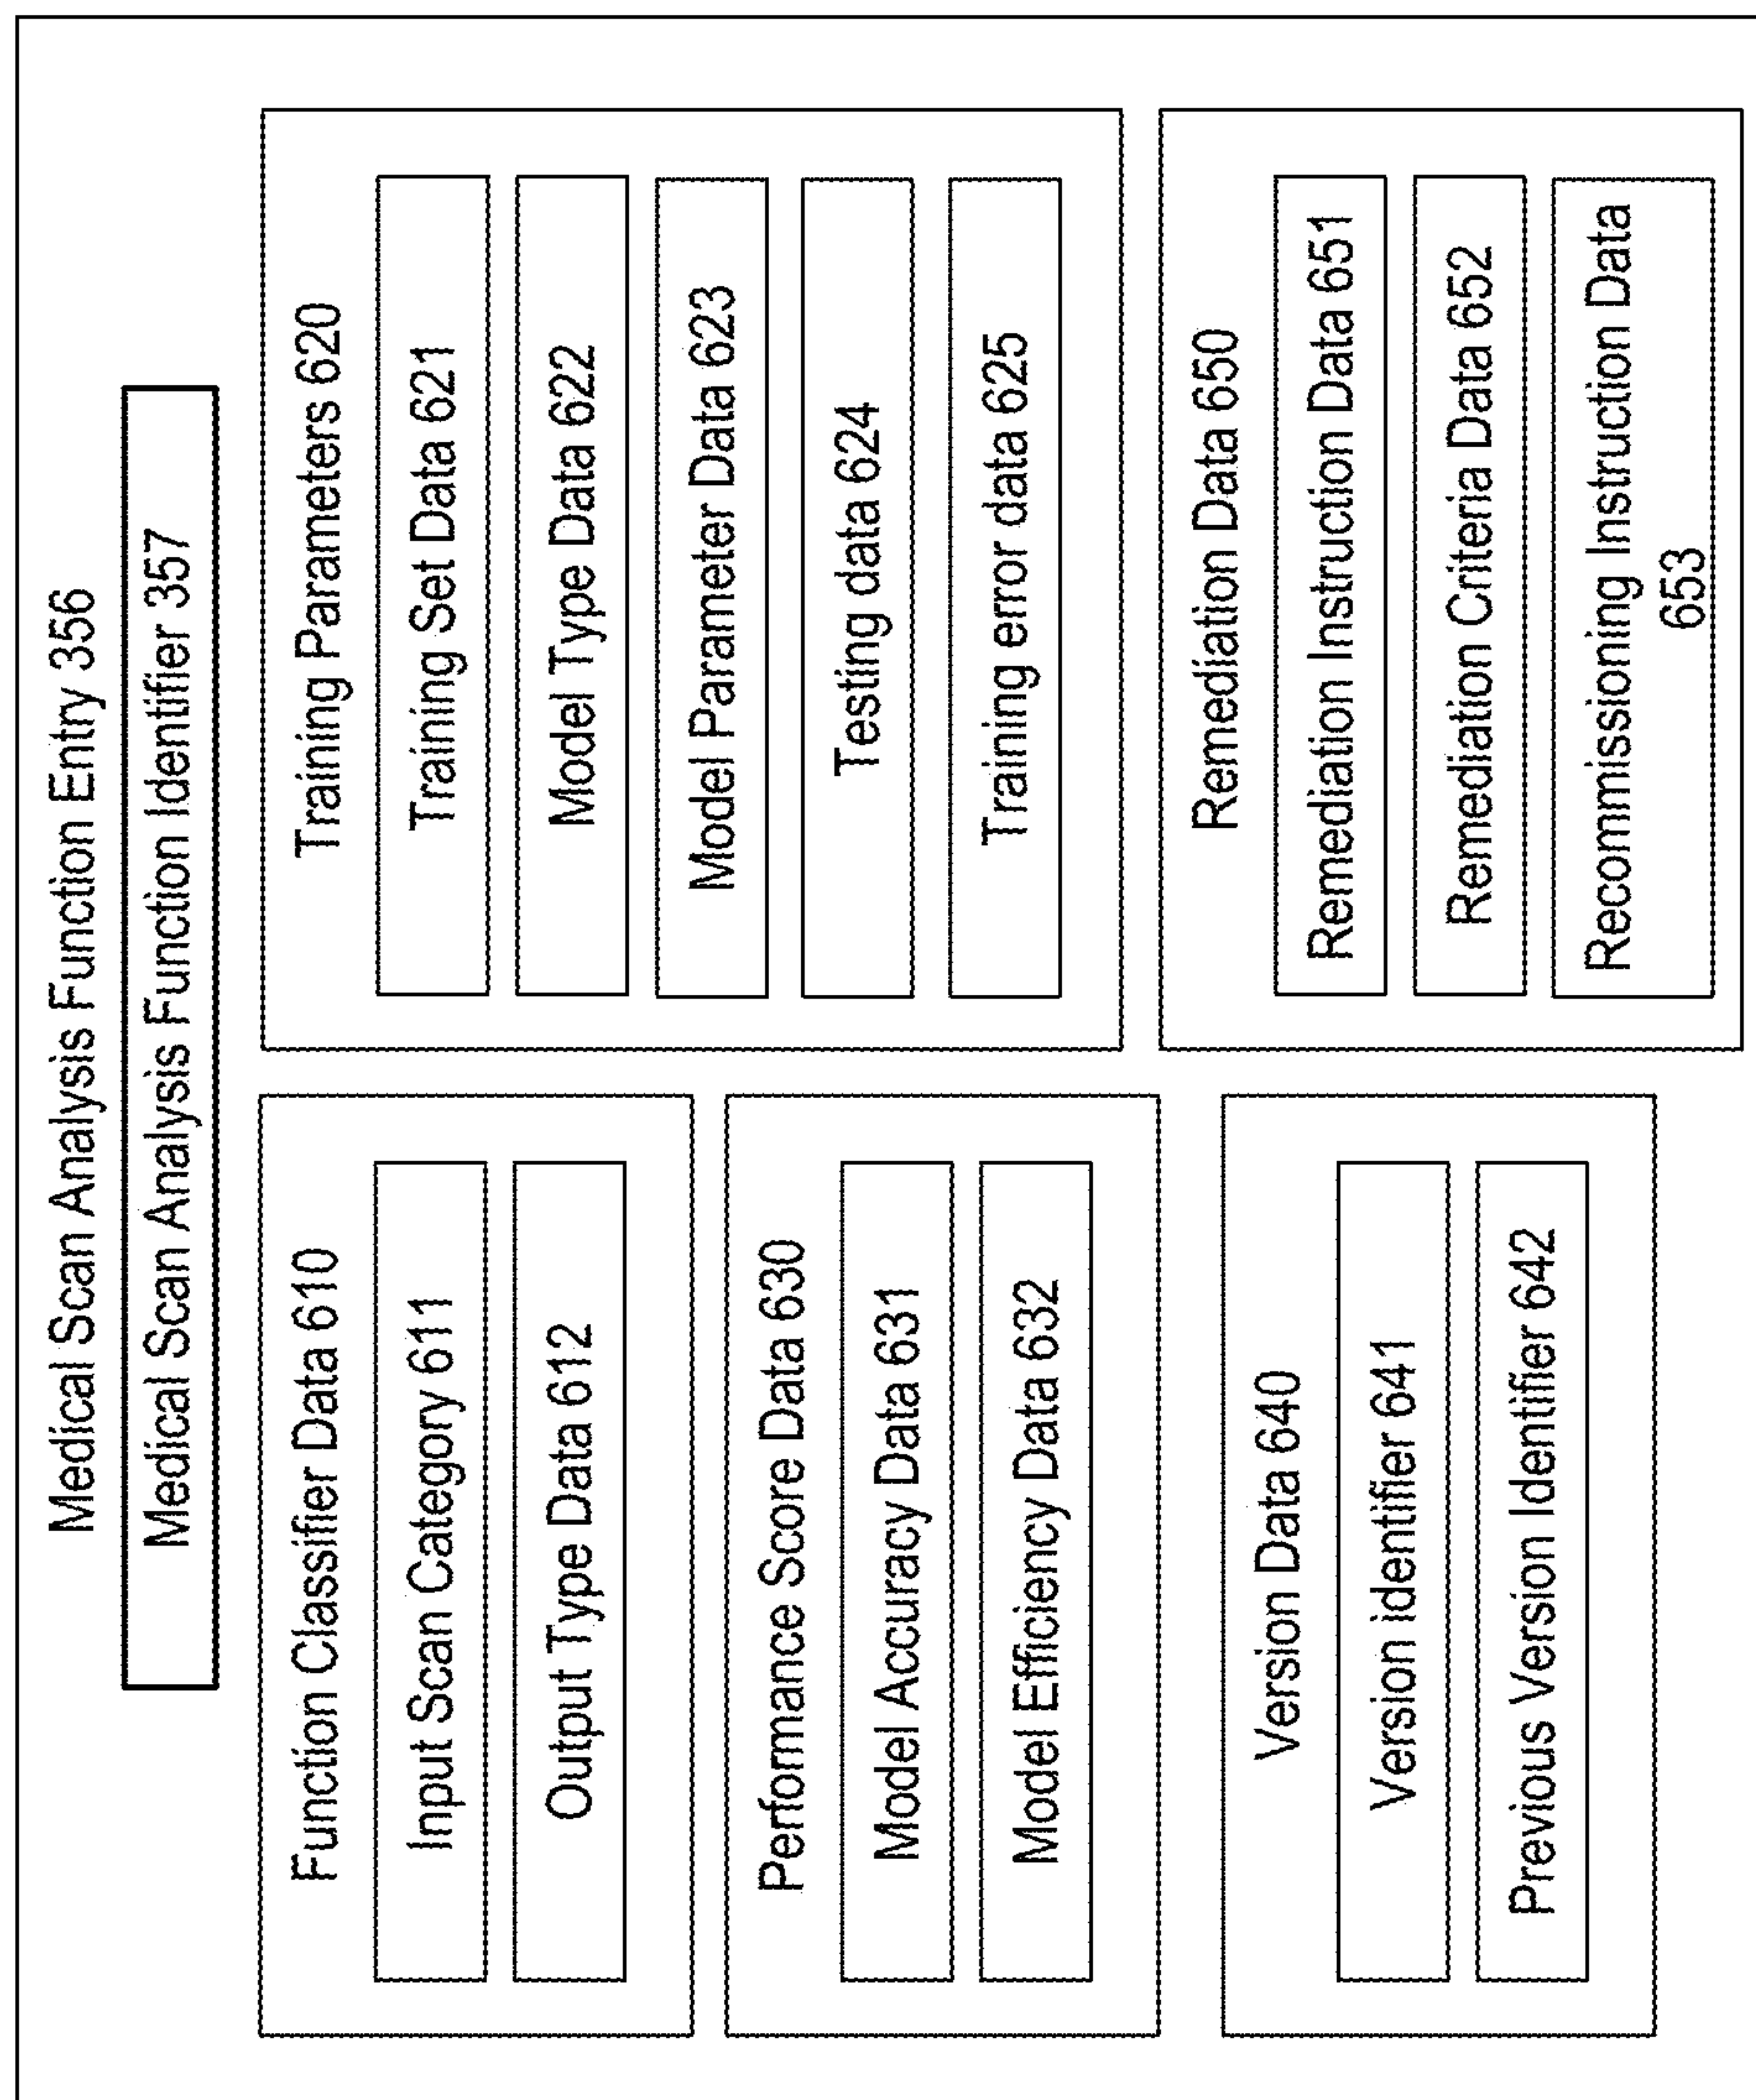 Medical Scan Analysis Function Entry 356
Medical Scan Analysis Function Identifier 357
Function Classifier Data 610
Input Scan Category 611
Output Type Data 612
Performance Score Data 630
Model Accuracy Data 631
Model Efficiency Data 632
Version Data 640
Version identifier 641
Previous Version Identifier 642
Training Parameters 620
Training Set Data 621
Model Type Data 622
Model Parameter Data 623
Testing data 624
Training error data 625
Remediation Data 650
Remediation Instruction Data 651
Remediation Criteria Data 652
Recommissioning Instruction Data
653